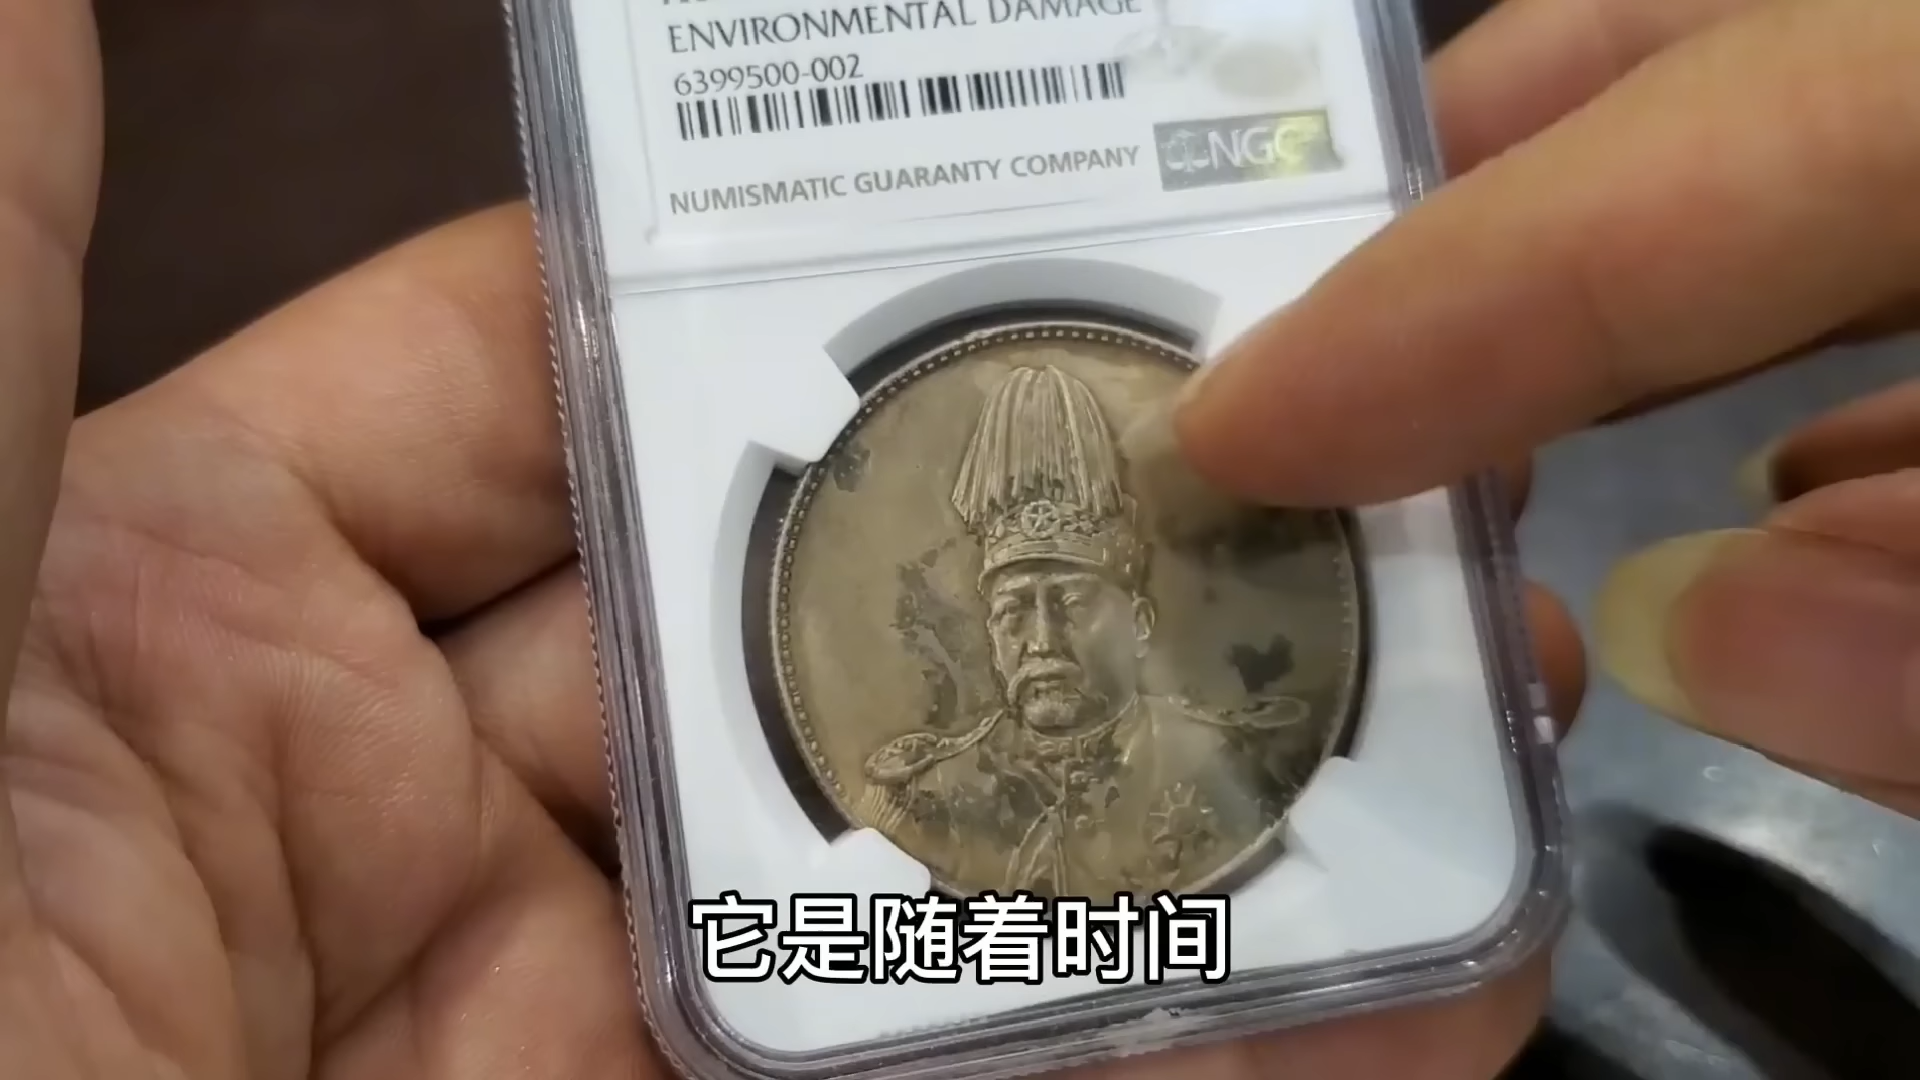 ENVIRONMENTAL DAMAGE
6399500-002
NUMISMATIC GUARANTY COMPANY
NGC
它是随着时间